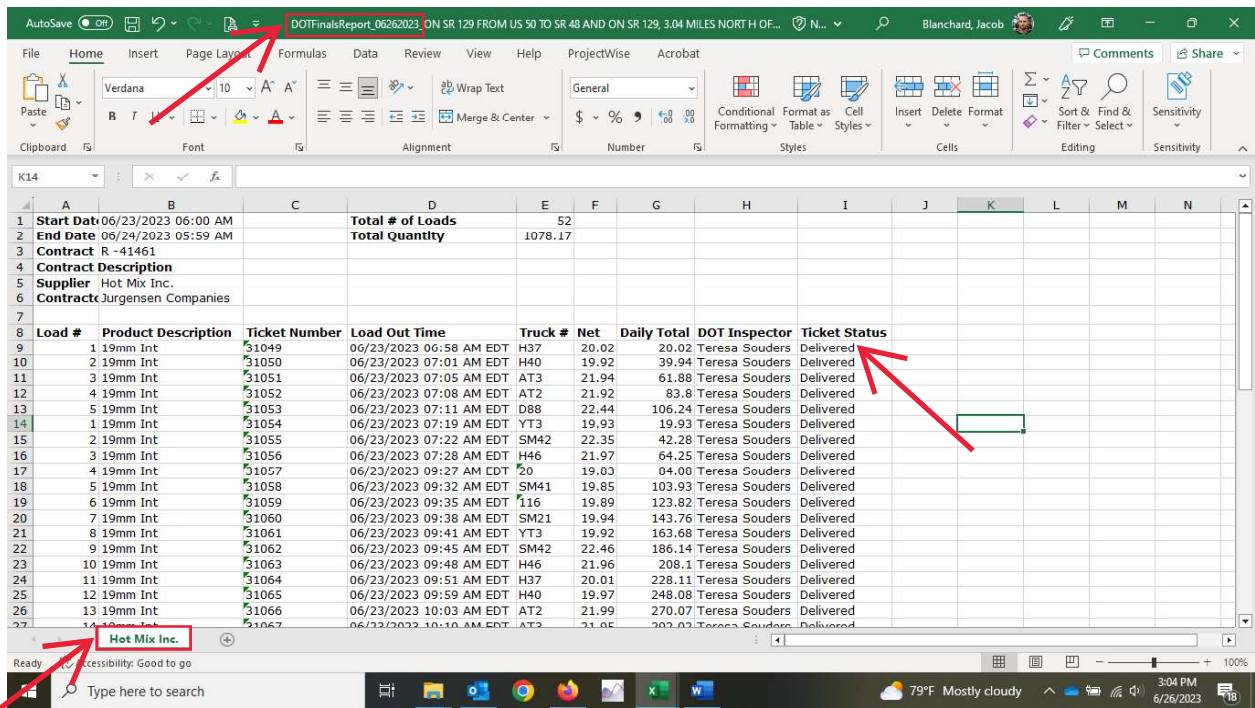 AutoSave Off DOTFinalsReport_06262023_ON SR 129 FROM US 50 TO SR 48 AND ON SR 129, 3.04 MILES NORT H OF... N... Blanchard, Jacob
File Home Insert Page Layout Formulas Data Review View Help ProjectWise Acrobat Comments Share
Verdana 10 A^ A˅ ab Wrap Text General
Paste B I U A Merge & Center $ % 9 Conditional Formatting Format as Table Cell Styles Insert Delete Format Sort & Filter Find & Select Sensitivity
Clipboard Font Alignment Number Styles Cells Editing Sensitivity
K14 fx
A B C D E F G H I J K L M N
1 Start Dat 06/23/2023 06:00 AM Total # of Loads 52
2 End Date 06/24/2023 05:59 AM Total Quantity 1078.17
3 Contract R -41461
4 Contract Description
5 Supplier Hot Mix Inc.
6 Contracto Jurgensen Companies
7
8 Load # Product Description Ticket Number Load Out Time Truck # Net Daily Total DOT Inspector Ticket Status
9 1 19mm Int 31049 06/23/2023 06:58 AM EDT H37 20.02 20.02 Teresa Souders Delivered
10 2 19mm Int 31050 06/23/2023 07:01 AM EDT H40 19.92 39.94 Teresa Souders Delivered
11 3 19mm Int 31051 06/23/2023 07:05 AM EDT AT3 21.94 61.88 Teresa Souders Delivered
12 4 19mm Int 31052 06/23/2023 07:08 AM EDT AT2 21.92 83.8 Teresa Souders Delivered
13 5 19mm Int 31053 06/23/2023 07:11 AM EDT D88 22.44 106.24 Teresa Souders Delivered
14 1 19mm Int 31054 06/23/2023 07:19 AM EDT YT3 19.93 19.93 Teresa Souders Delivered
15 2 19mm Int 31055 06/23/2023 07:22 AM EDT SM42 22.35 42.28 Teresa Souders Delivered
16 3 19mm Int 31056 06/23/2023 07:28 AM EDT H46 21.97 64.25 Teresa Souders Delivered
17 4 19mm Int 31057 06/23/2023 09:27 AM EDT 20 19.83 84.08 Teresa Souders Delivered
18 5 19mm Int 31058 06/23/2023 09:32 AM EDT SM41 19.85 103.93 Teresa Souders Delivered
19 6 19mm Int 31059 06/23/2023 09:35 AM EDT 116 19.89 123.82 Teresa Souders Delivered
20 7 19mm Int 31060 06/23/2023 09:38 AM EDT SM21 19.94 143.76 Teresa Souders Delivered
21 8 19mm Int 31061 06/23/2023 09:41 AM EDT YT3 19.92 163.68 Teresa Souders Delivered
22 9 19mm Int 31062 06/23/2023 09:45 AM EDT SM42 22.46 186.14 Teresa Souders Delivered
23 10 19mm Int 31063 06/23/2023 09:48 AM EDT H46 21.96 208.1 Teresa Souders Delivered
24 11 19mm Int 31064 06/23/2023 09:51 AM EDT H37 20.01 228.11 Teresa Souders Delivered
25 12 19mm Int 31065 06/23/2023 09:59 AM EDT H40 19.97 248.08 Teresa Souders Delivered
26 13 19mm Int 31066 06/23/2023 10:03 AM EDT AT2 21.99 270.07 Teresa Souders Delivered
27 14 19mm Int 31067 06/23/2023 10:10 AM EDT AT3 21.95 292.02 Teresa Souders Delivered
Hot Mix Inc.
Ready Accessibility: Good to go 100%
Type here to search 79°F Mostly cloudy 3:04 PM
6/26/2023 18